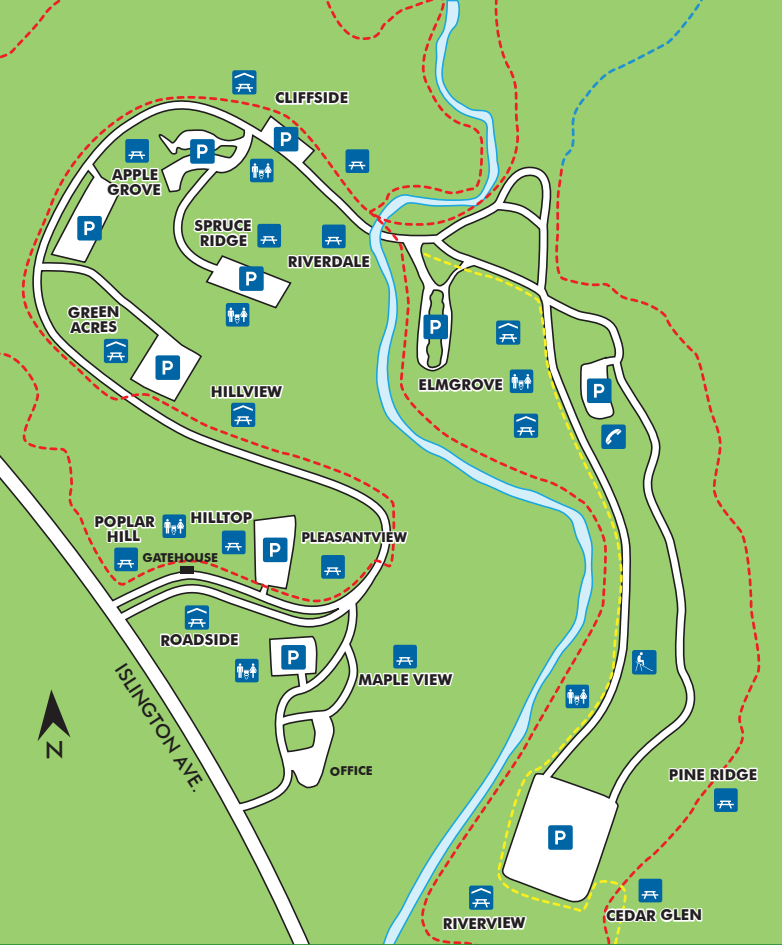 CLIFFSIDE
P
P
APPLE
GROVE
P
SPRUCE
RIDGE
RIVERDALE
P
GREEN
ACRES
P
P
ELMGROVE
P
HILLVIEW
POPLAR
HILL
HILLTOP
GATEHOUSE
P
PLEASANTVIEW
ROADSIDE
P
MAPLE VIEW
ISLINGTON AVE.
N
OFFICE
PINE RIDGE
P
RIVERVIEW
CEDAR GLEN